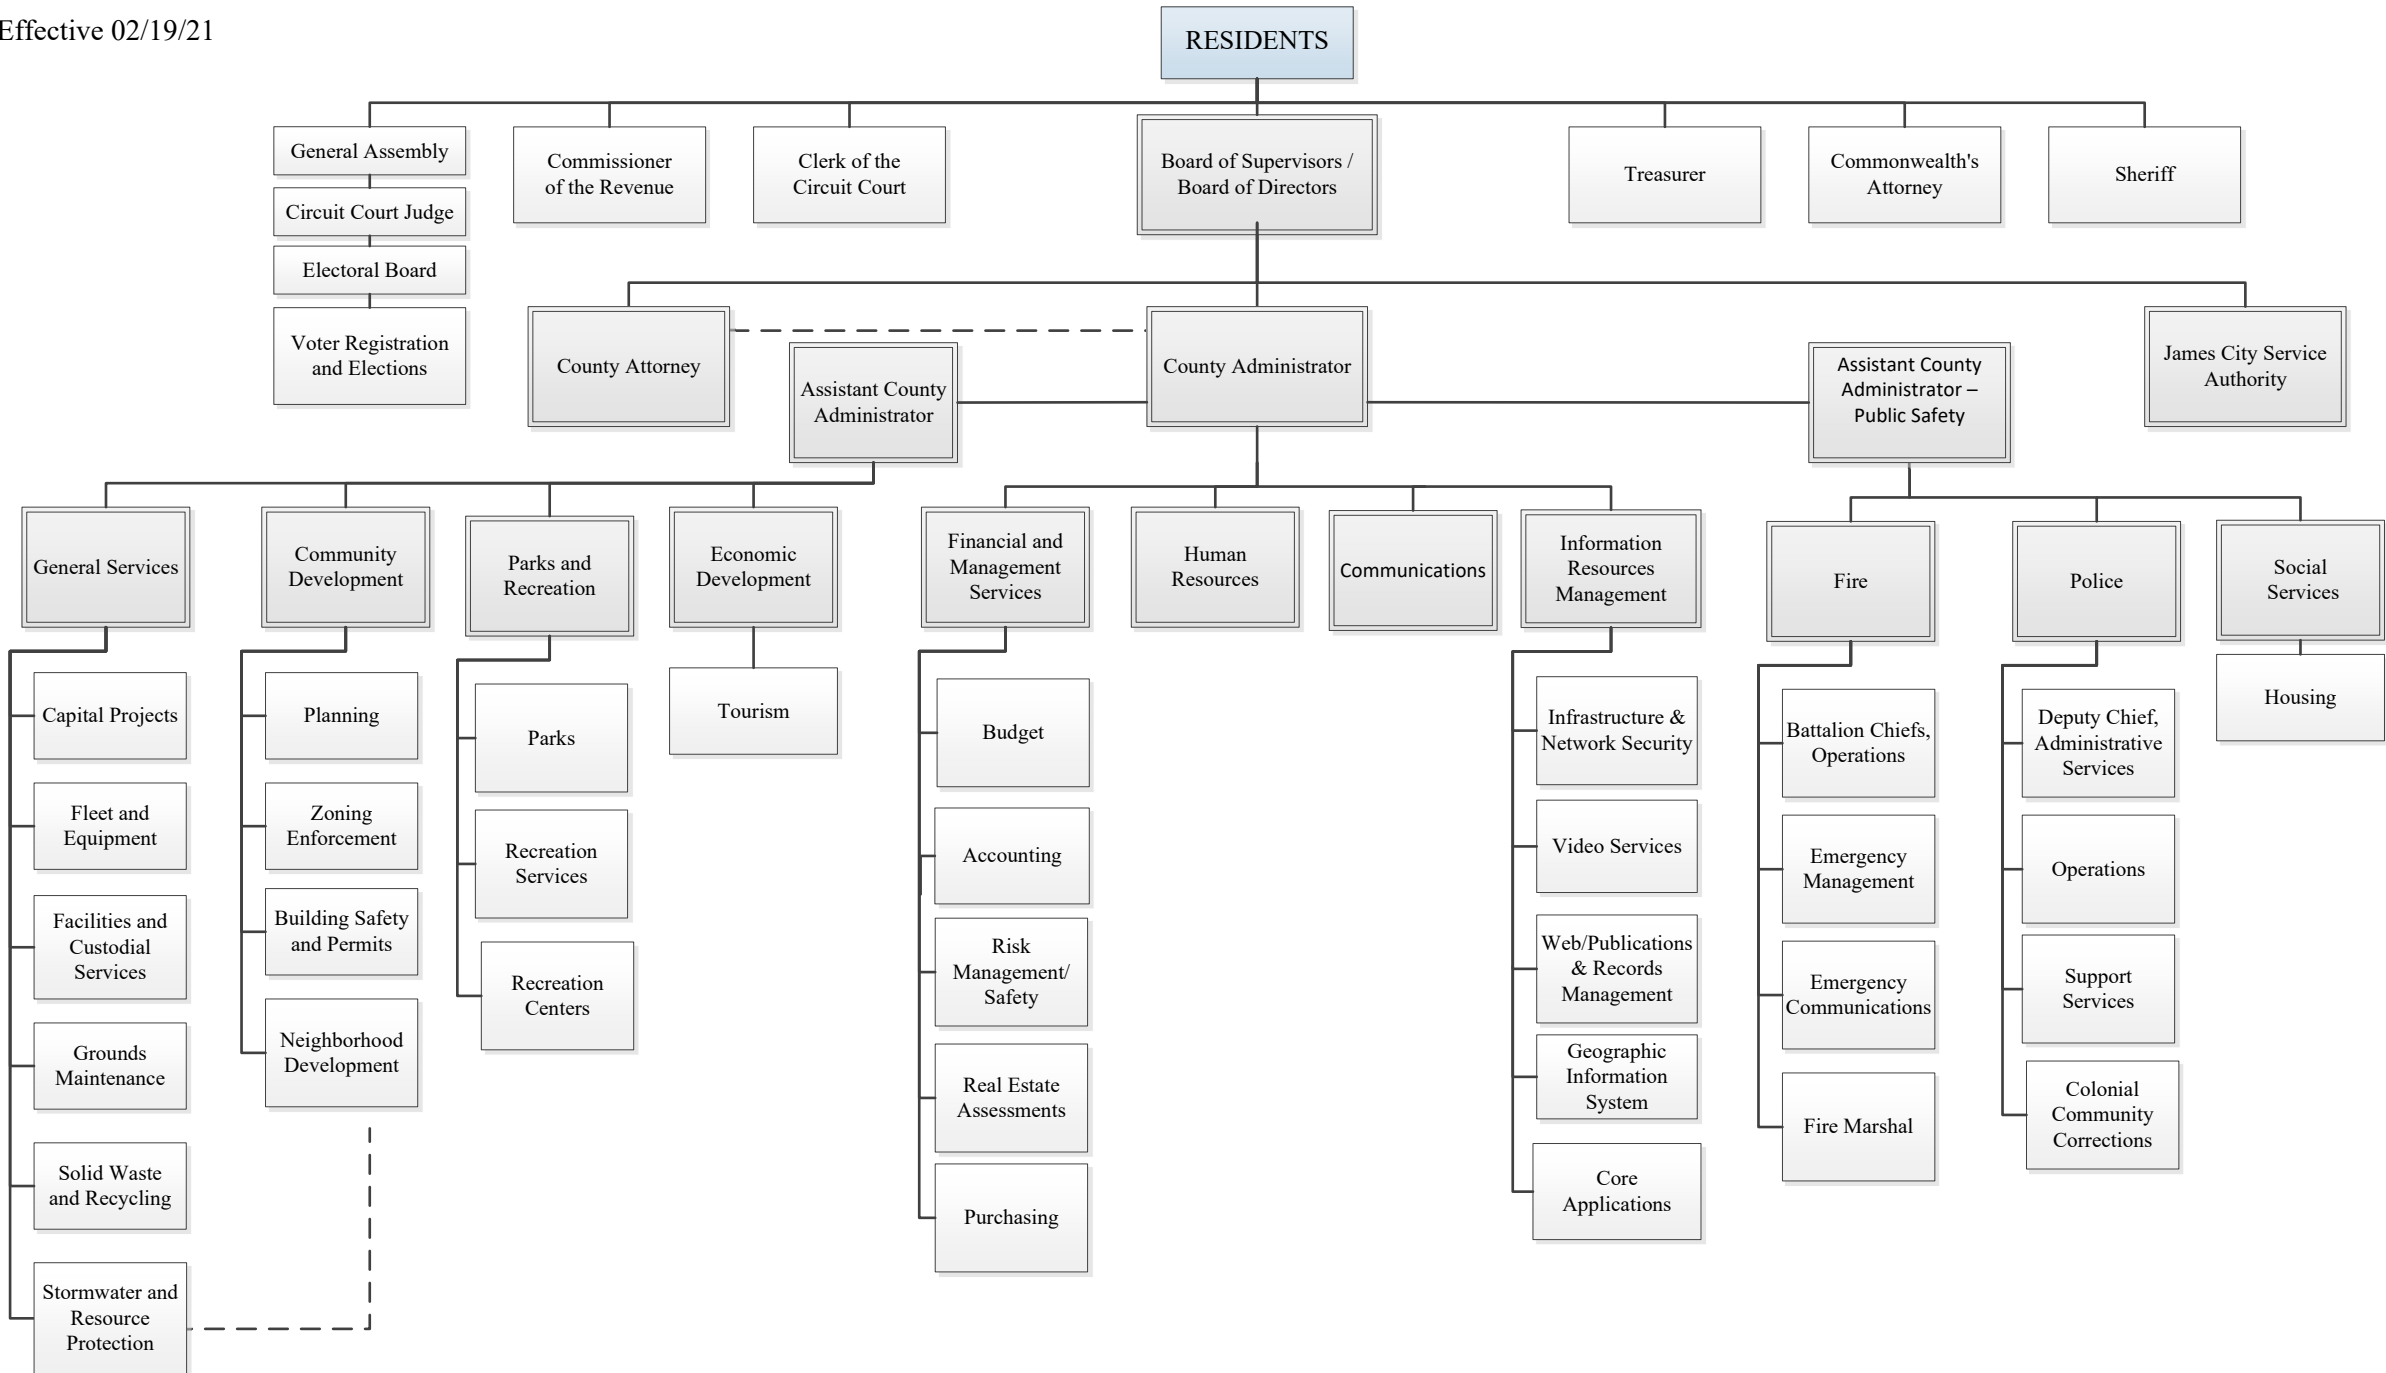 Effective 02/19/21
RESIDENTS
General Assembly
Circuit Court Judge
Electoral Board
Voter Registration
and Elections
Commissioner
of the Revenue
Clerk of the
Circuit Court
Board of Supervisors /
Board of Directors
Treasurer
Commonwealth's
Attorney
Sheriff
County Attorney
Assistant County
Administrator
County Administrator
Assistant County
Administrator –
Public Safety
James City Service
Authority
General Services
Community
Development
Parks and
Recreation
Economic
Development
Financial and
Management
Services
Human
Resources
Communications
Information
Resources
Management
Fire
Police
Social
Services
Capital Projects
Fleet and
Equipment
Facilities and
Custodial
Services
Grounds
Maintenance
Solid Waste
and Recycling
Stormwater and
Resource
Protection
Planning
Zoning
Enforcement
Building Safety
and Permits
Neighborhood
Development
Parks
Recreation
Services
Recreation
Centers
Tourism
Budget
Accounting
Risk
Management/
Safety
Real Estate
Assessments
Purchasing
Infrastructure &
Network Security
Video Services
Web/Publications
& Records
Management
Geographic
Information
System
Core
Applications
Battalion Chiefs,
Operations
Emergency
Management
Emergency
Communications
Fire Marshal
Deputy Chief,
Administrative
Services
Operations
Support
Services
Colonial
Community
Corrections
Housing